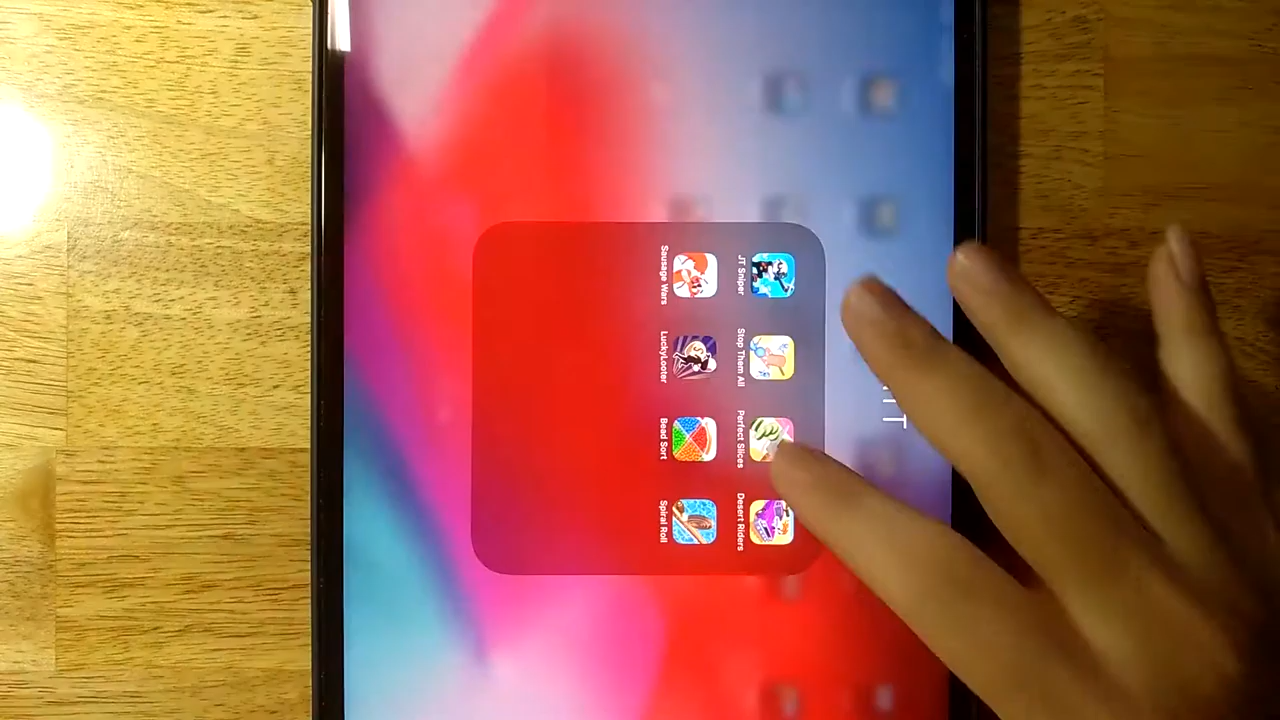 JT Sniper
Stop Them All
Perfect Slices
Desert Riders
Sausage Wars
LuckyLooter
Bead Sort
Spiral Roll